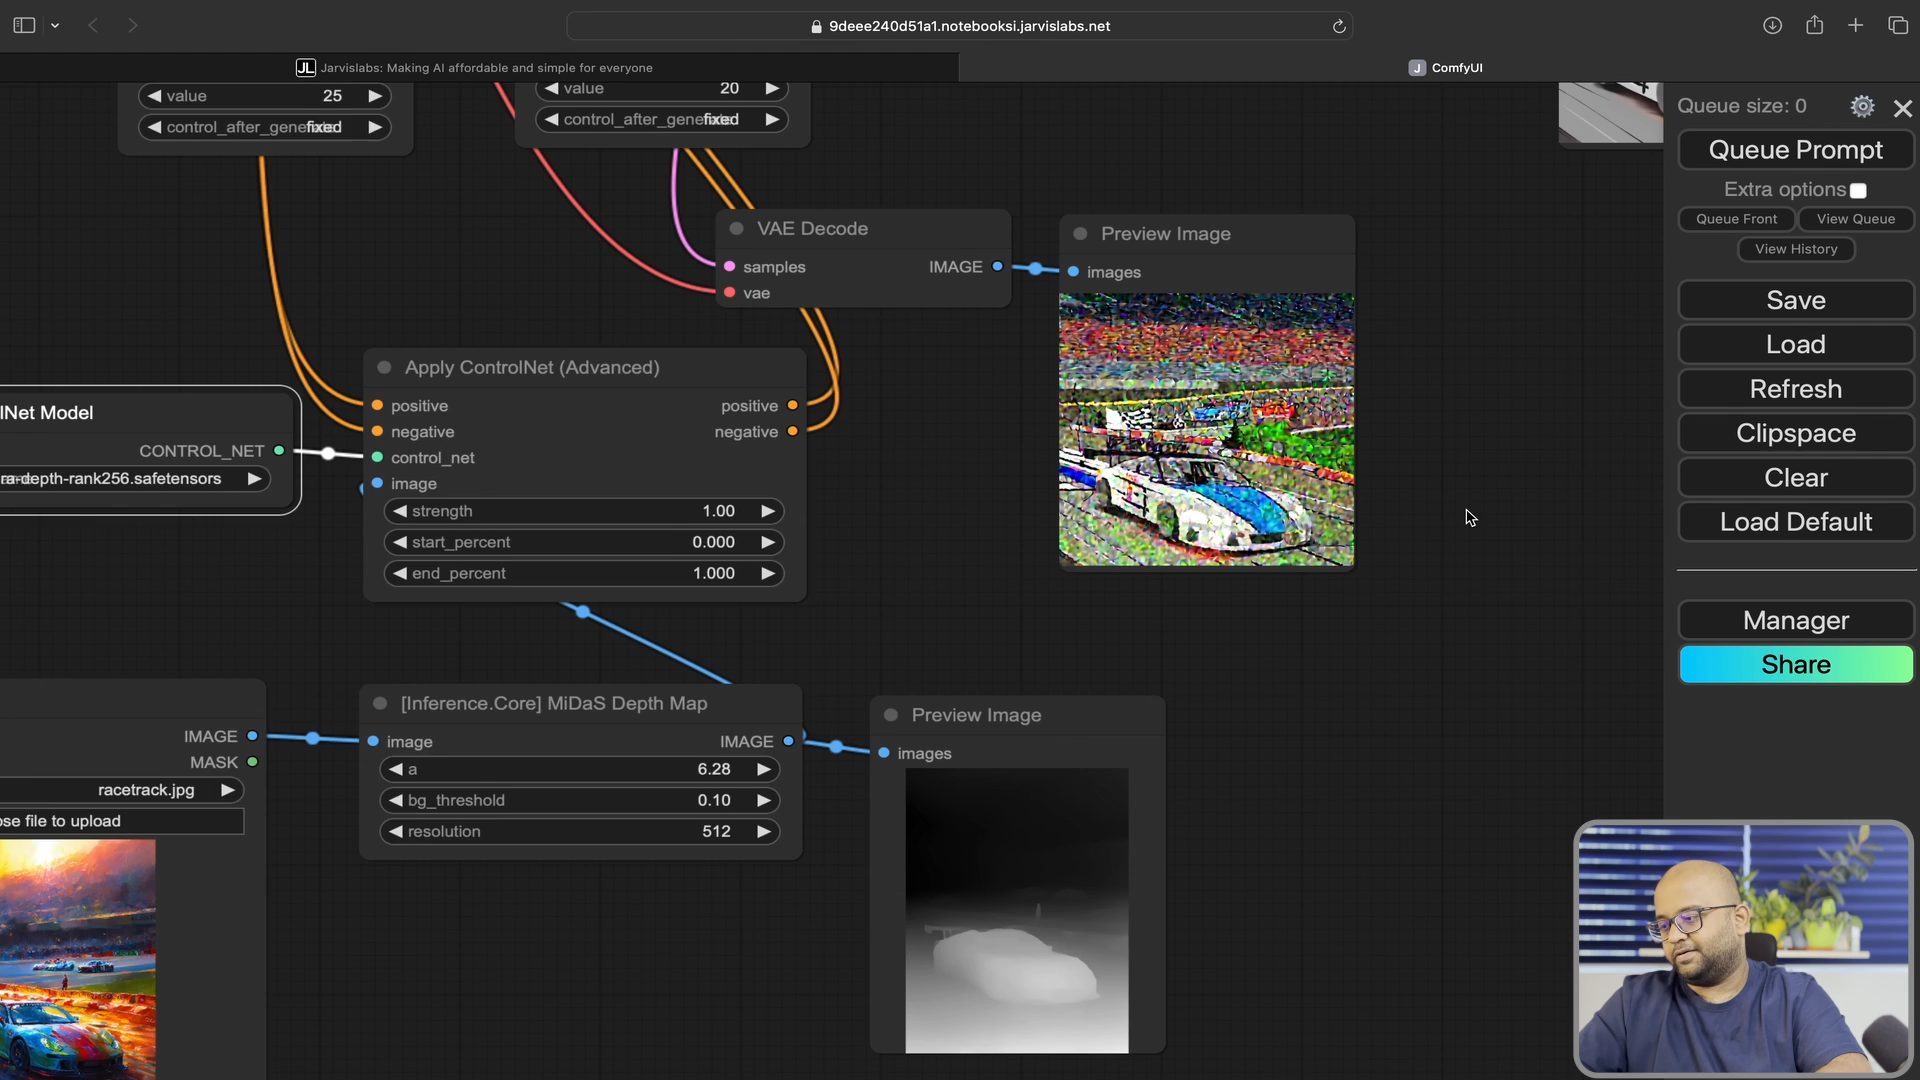 9deee240d51a1.notebooksi.jarvislabs.net
JL Jarvislabs: Making AI affordable and simple for everyone
J ComfyUI
value 25
control_after_gene fixed
value 20
control_after_gene fixed
VAE Decode
samples IMAGE
vae
Preview Image
images
Apply ControlNet (Advanced)
positive positive
negative negative
control_net
image
strength 1.00
start_percent 0.000
end_percent 1.000
lNet Model
CONTROL_NET
ra-depth-rank256.safetensors
IMAGE
MASK
racetrack.jpg
ose file to upload
[Inference.Core] MiDaS Depth Map
image IMAGE
a 6.28
bg_threshold 0.10
resolution 512
Preview Image
images
Queue size: 0
Queue Prompt
Extra options
Queue Front View Queue
View History
Save
Load
Refresh
Clipspace
Clear
Load Default
Manager
Share